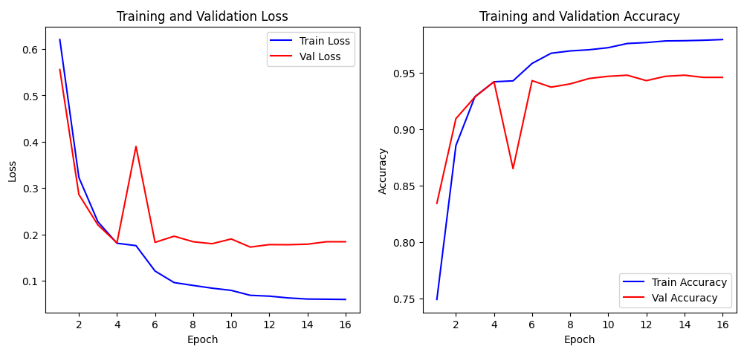 Training and Validation Loss
Train Loss
Val Loss
0.6
0.5
0.4
0.3
0.2
0.1
Loss
2 4 6 8 10 12 14 16
Epoch
Training and Validation Accuracy
0.95
0.90
0.85
0.80
0.75
Accuracy
Train Accuracy
Val Accuracy
2 4 6 8 10 12 14 16
Epoch